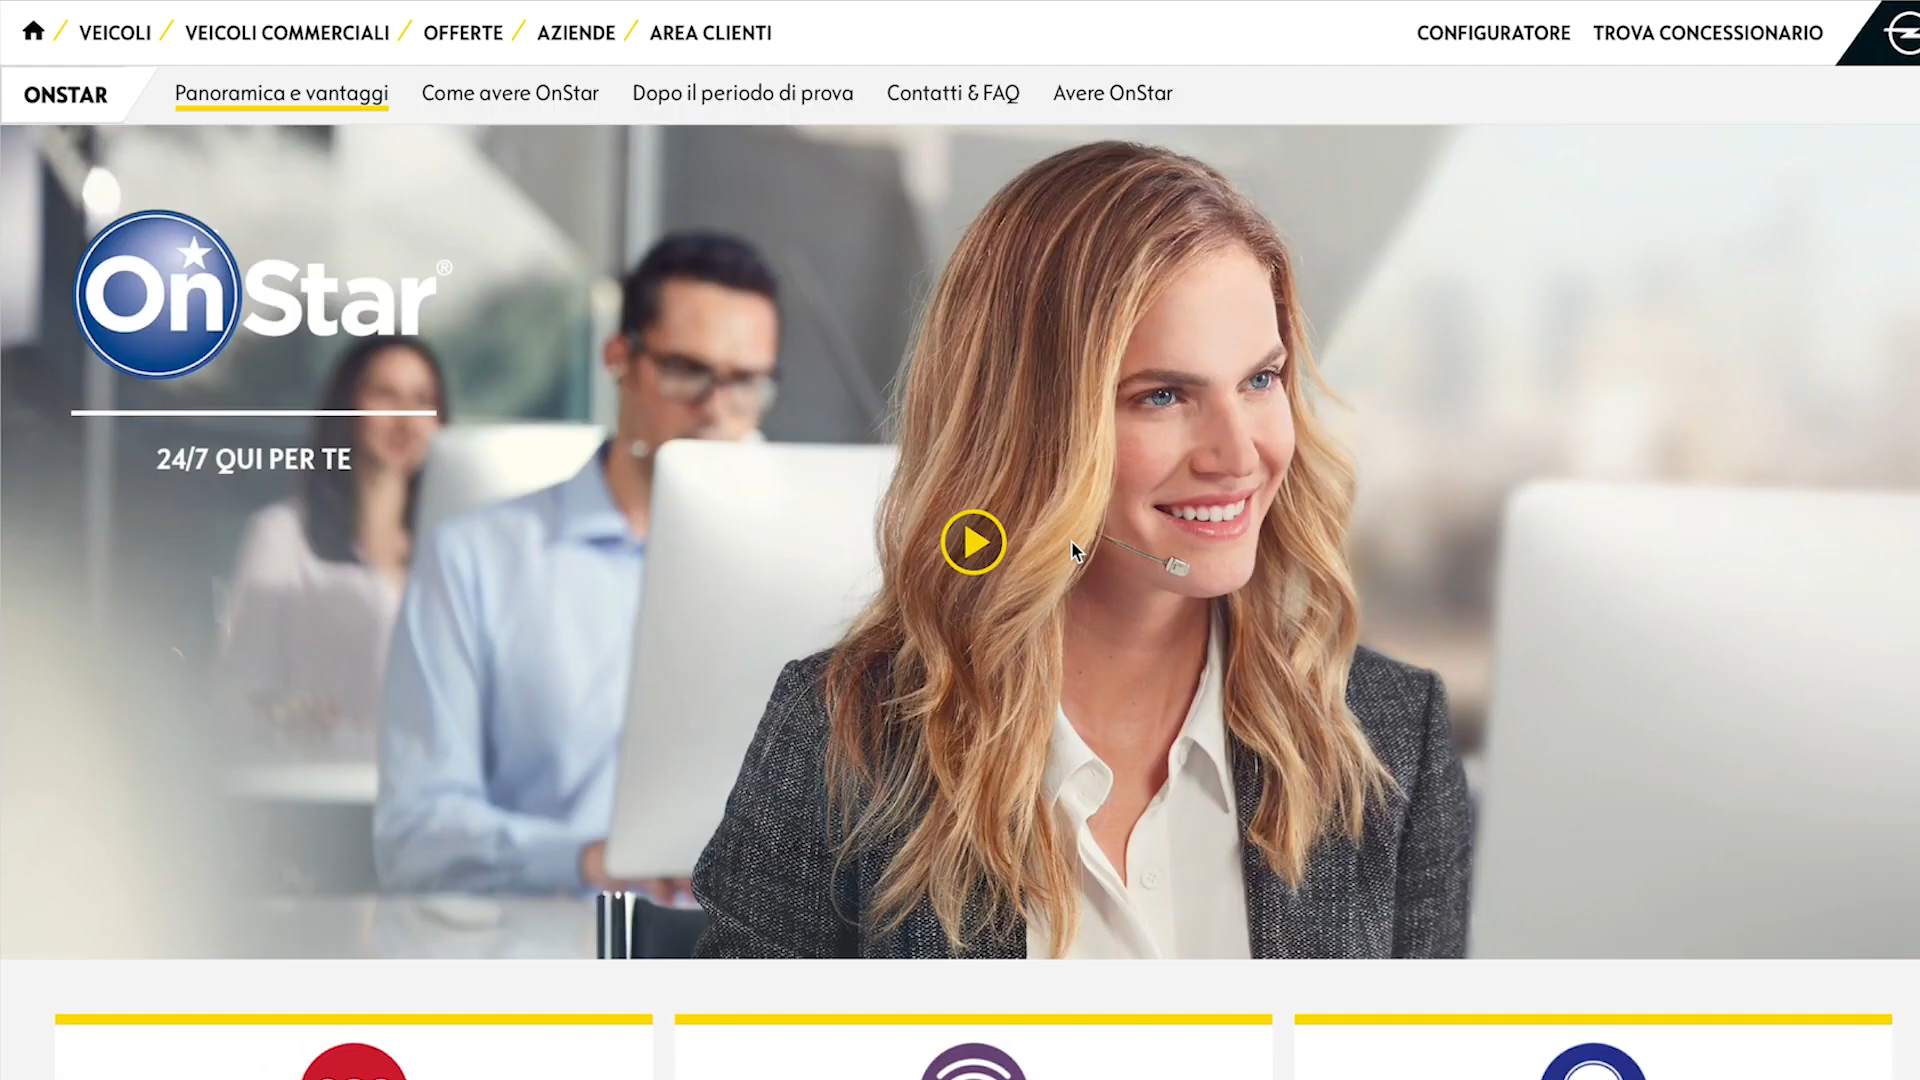 VEICOLI / VEICOLI COMMERCIALI / OFFERTE / AZIENDE / AREA CLIENTI
CONFIGURATORE TROVA CONCESSIONARIO
ONSTAR Panoramica e vantaggi Come avere OnStar Dopo il periodo di prova Contatti & FAQ Avere OnStar
OnStar®
24/7 QUI PER TE